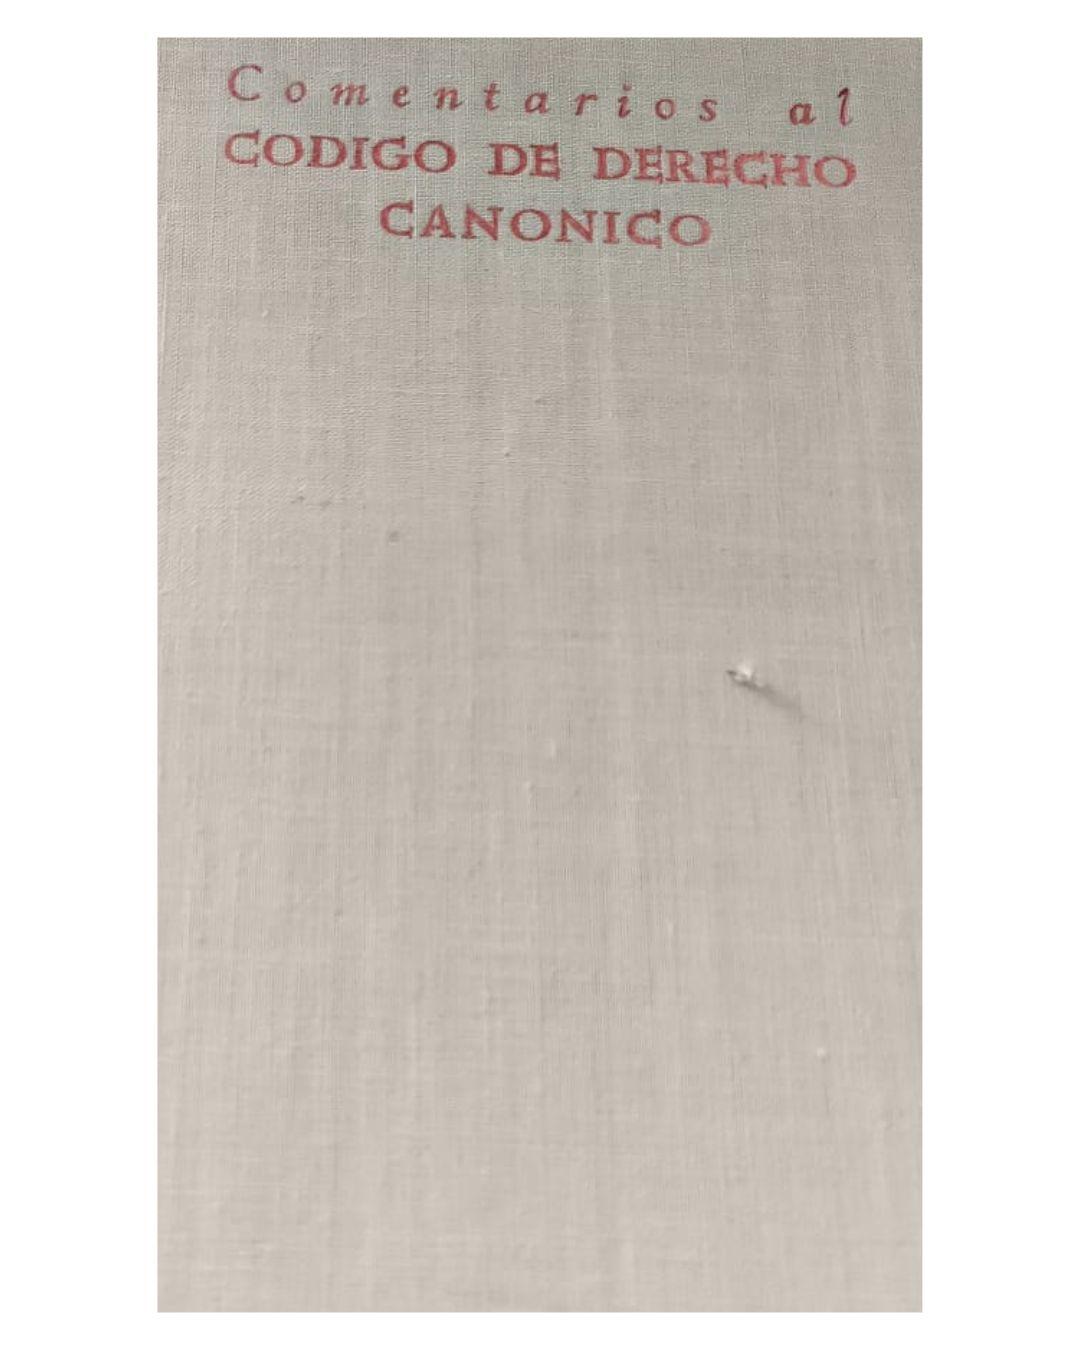 Comentarios al
CODIGO DE DERECHO
CANONICO